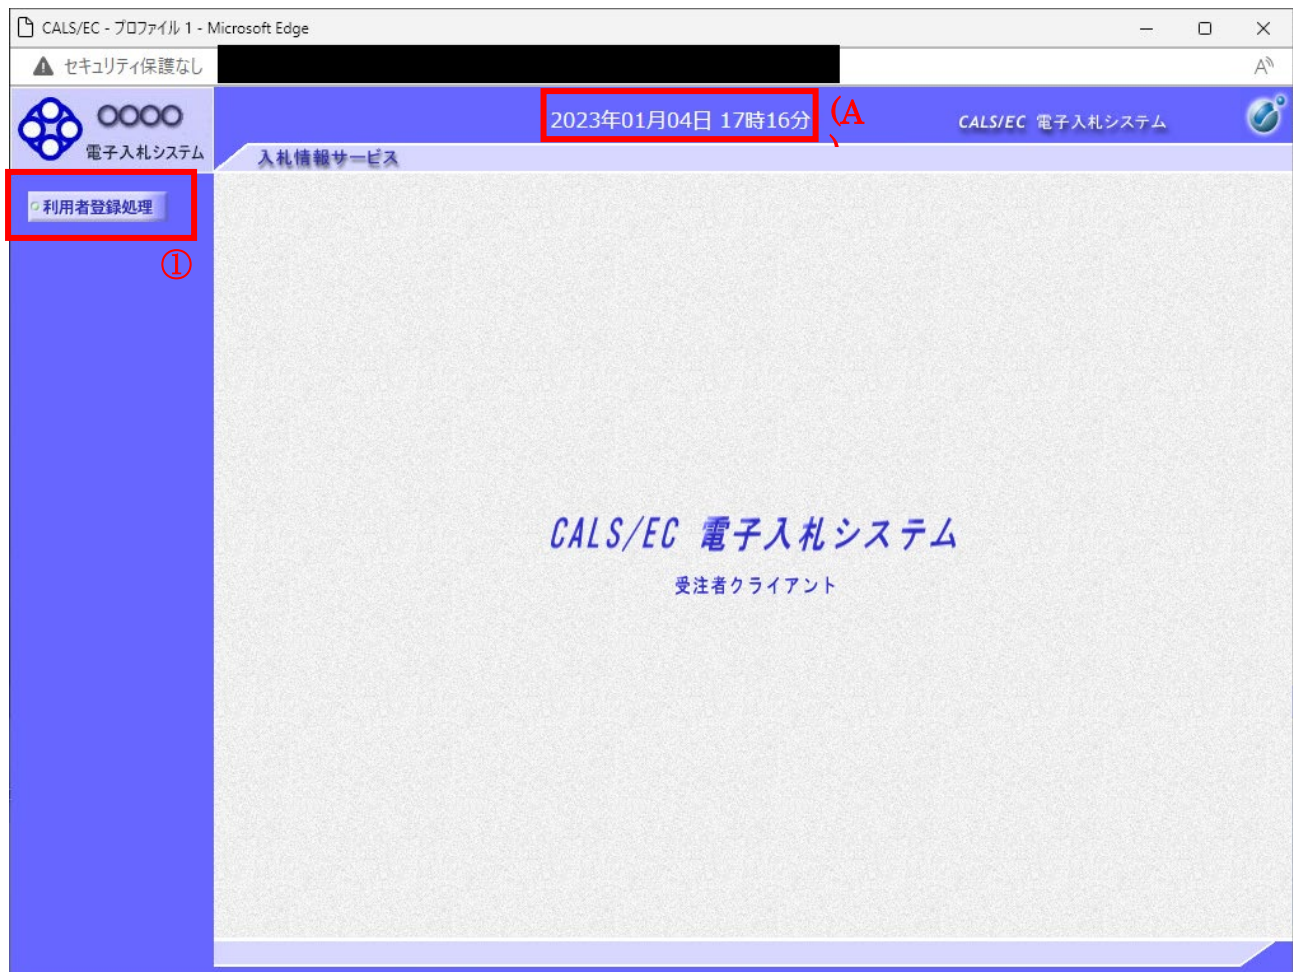 CALS/EC - プロファイル 1 - Microsoft Edge
セキュリティ保護なし
○○○○
電子入札システム
2023年01月04日 17時16分
(A
)
CALS/EC 電子入札システム
入札情報サービス
利用者登録処理
①
CALS/EC 電子入札システム
受注者クライアント